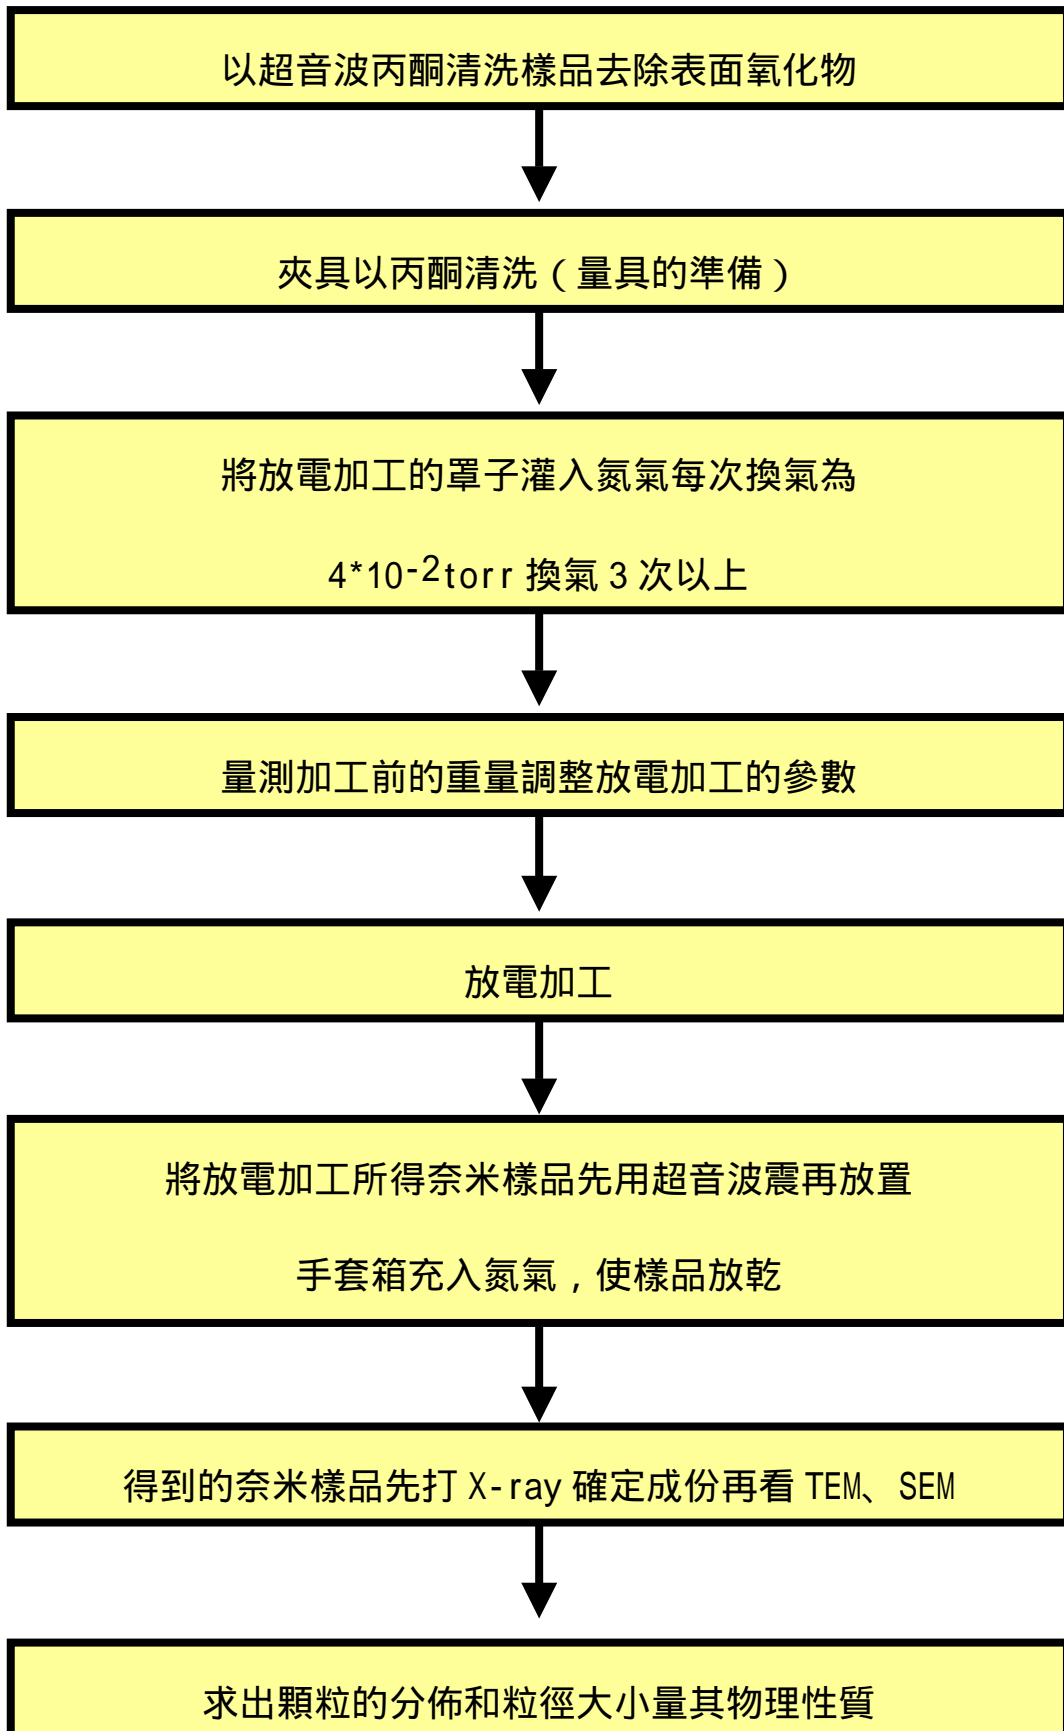 以超音波丙酮清洗樣品去除表面氧化物
夾具以丙酮清洗（量具的準備）
將放電加工的罩子灌入氮氣每次換氣為
4*10-2torr 換氣 3 次以上
量測加工前的重量調整放電加工的參數
放電加工
將放電加工所得奈米樣品先用超音波震再放置
手套箱充入氮氣，使樣品放乾
得到的奈米樣品先打 X-ray 確定成份再看 TEM、SEM
求出顆粒的分佈和粒徑大小量其物理性質